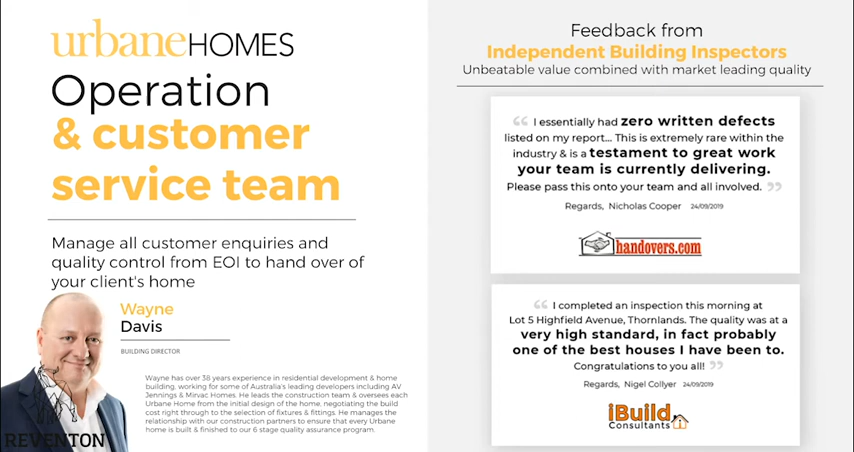 urbaneHOMES
Operation
& customer
service team
Manage all customer enquiries and
quality control from EOI to hand over of
your client's home
Wayne
Davis
BUILDING DIRECTOR
Wayne has over 38 years experience in residential development & home
building, working for some of Australia's leading developers including AV
Jennings & Mirvac Homes. He leads the construction team & oversees each
Urbane Home from the initial design of the home, negotiating the build
cost right through to the selection of fixtures & fittings. He manages the
relationship with our construction partners to ensure that every Urbane
home is built & finished to our 6 stage quality assurance program.
REVENTON
Feedback from
Independent Building Inspectors
Unbeatable value combined with market leading quality
“ I essentially had zero written defects
listed on my report... This is extremely rare within the
industry & is a testament to great work
your team is currently delivering.
Please pass this onto your team and all involved. ”
Regards, Nicholas Cooper 24/09/2019
handovers.com
“ I completed an inspection this morning at
Lot 5 Highfield Avenue, Thornlands. The quality was at a
very high standard, in fact probably
one of the best houses I have been to.
Congratulations to you all! ”
Regards, Nigel Collyer 24/09/2019
iBuild
Consultants